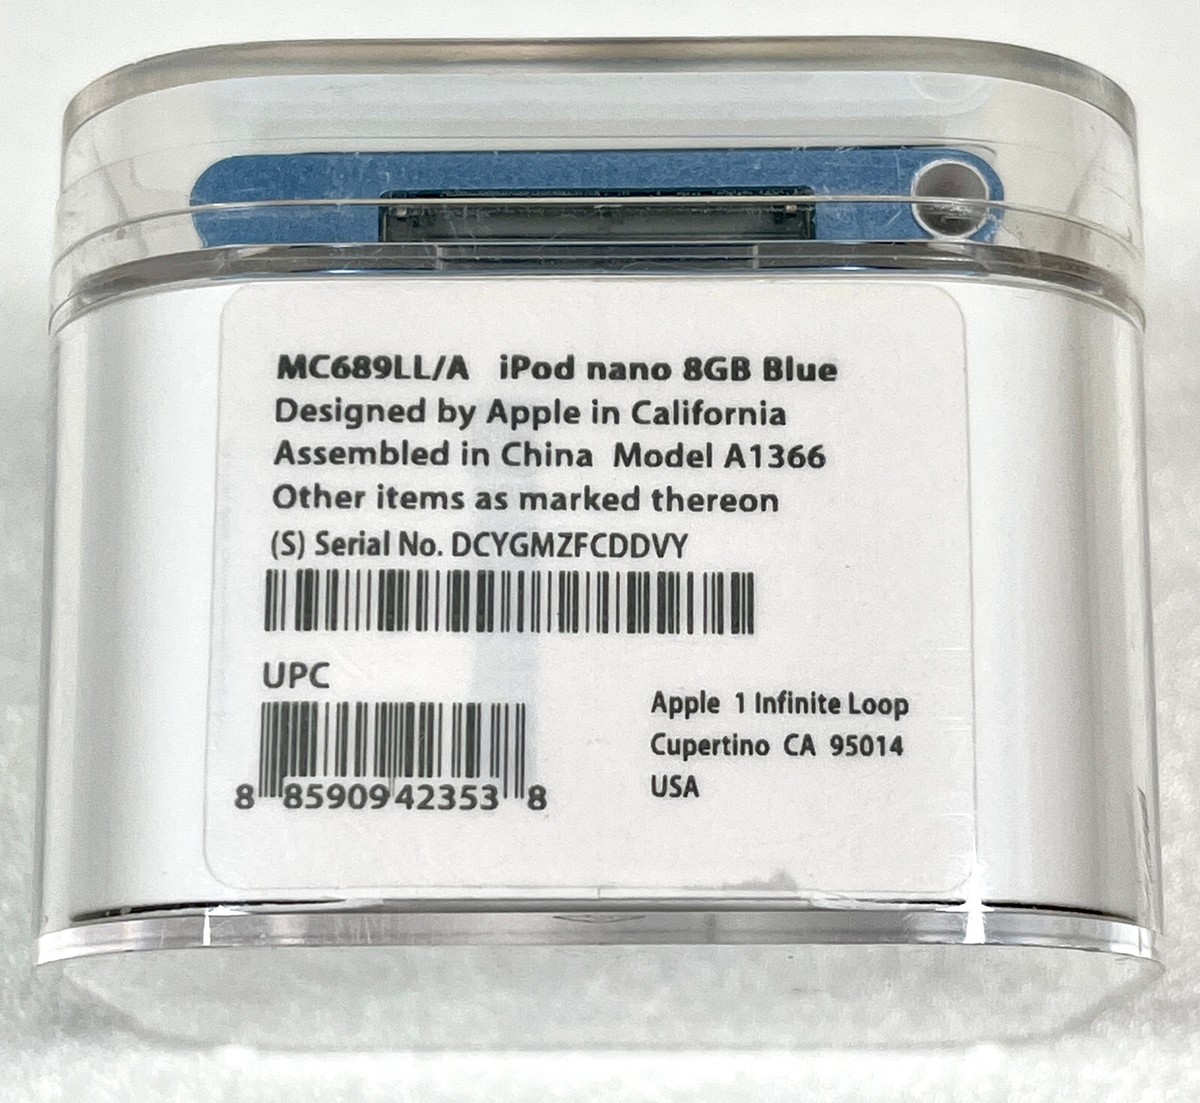 MC689LL/A iPod nano 8GB Blue
Designed by Apple in California
Assembled in China Model A1366
Other items as marked thereon
(S) Serial No. DCYGMZFCDDVY
UPC
8 85909 42353 8
Apple 1 Infinite Loop
Cupertino CA 95014
USA